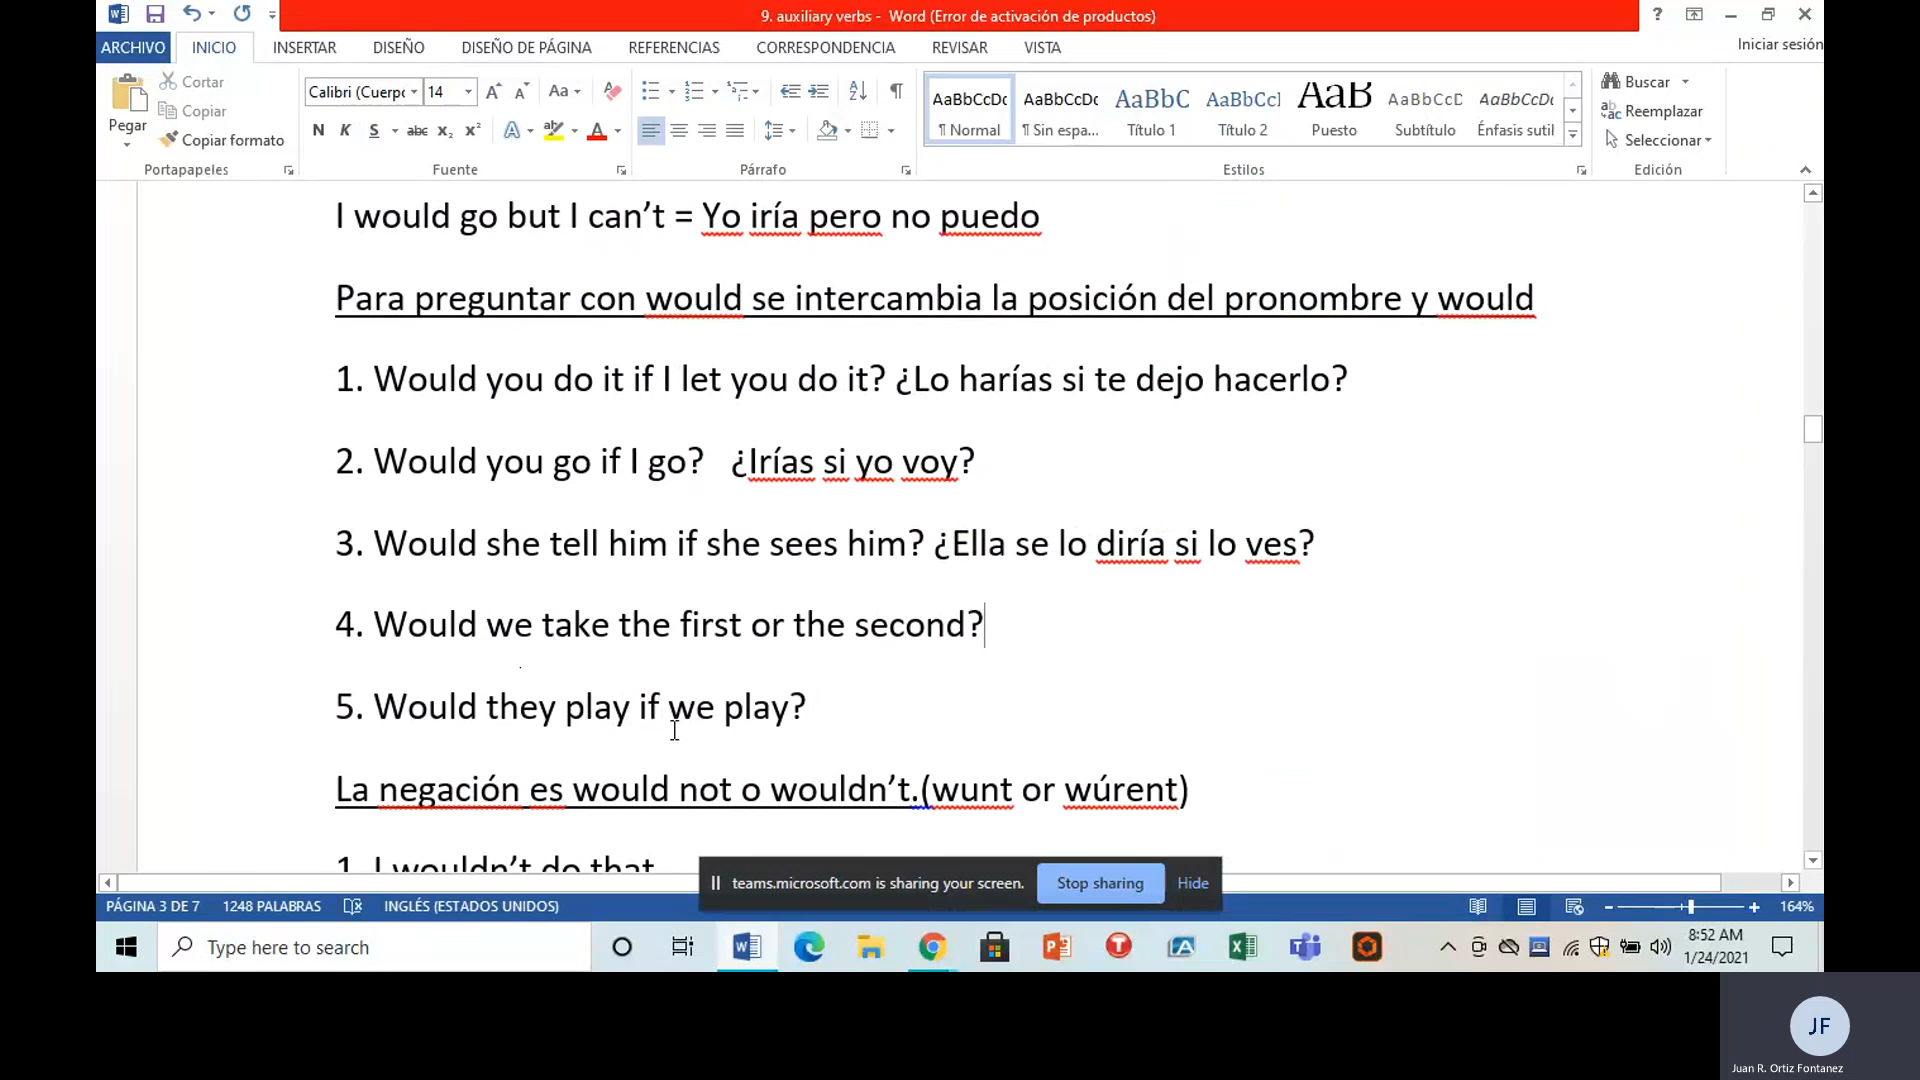 9. auxiliary verbs - Word (Error de activación de productos)
ARCHIVO INICIO INSERTAR DISEÑO DISEÑO DE PÁGINA REFERENCIAS CORRESPONDENCIA REVISAR VISTA Iniciar sesión
Pegar
Cortar
Copiar
Copiar formato
Portapapeles
Calibri (Cuerpo 14
Fuente
Párrafo
AaBbCcDc AaBbCcDc AaBbC AaBbCcI AaB AaBbCcD AaBbCcDc
¶ Normal ¶ Sin espa... Título 1 Título 2 Puesto Subtítulo Énfasis sutil
Estilos
Buscar
Reemplazar
Seleccionar
Edición
I would go but I can't = Yo iría pero no puedo
Para preguntar con would se intercambia la posición del pronombre y would
1. Would you do it if I let you do it? ¿Lo harías si te dejo hacerlo?
2. Would you go if I go? ¿Irías si yo voy?
3. Would she tell him if she sees him? ¿Ella se lo diría si lo ves?
4. Would we take the first or the second?
5. Would they play if we play?
La negación es would not o wouldn't.(wunt or wúrent)
1. I wouldn't do that
teams.microsoft.com is sharing your screen. Stop sharing Hide
PÁGINA 3 DE 7 1248 PALABRAS INGLÉS (ESTADOS UNIDOS) 164%
Type here to search
8:52 AM
1/24/2021
JF
Juan R. Ortiz Fontanez